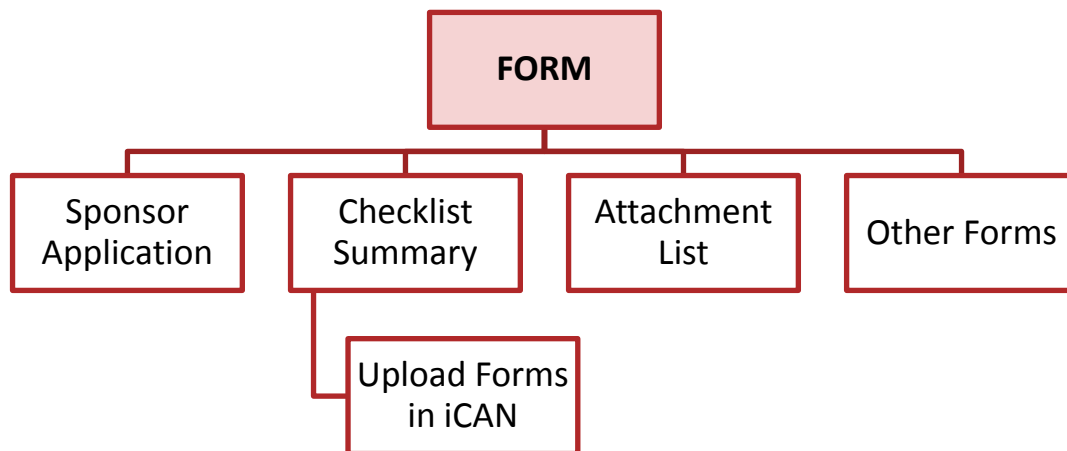 FORM
Sponsor
Application
Checklist
Summary
Attachment
List
Other Forms
Upload Forms
in iCAN